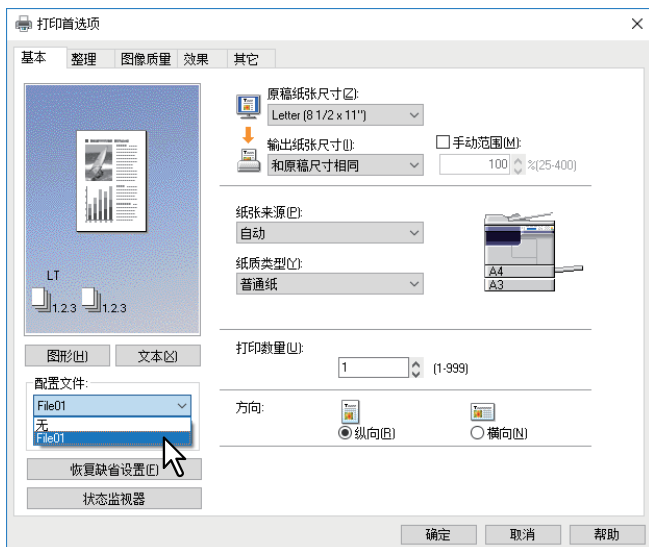 打印首选项
基本 整理 图像质量 效果 其它
原稿纸张尺寸(Z):
Letter (8 1/2 x 11")
输出纸张尺寸(I):
和原稿尺寸相同
手动范围(M):
100 %(25-400)
纸张来源(P):
自动
纸质类型(Y):
普通纸
A4
A3
LT
1.2.3 1.2.3
图形(H) 文本(X)
打印数量(U):
1 (1-999)
配置文件:
File01
无
File01
方向:
纵向(R) 横向(N)
恢复缺省设置(F)
状态监视器
确定 取消 帮助